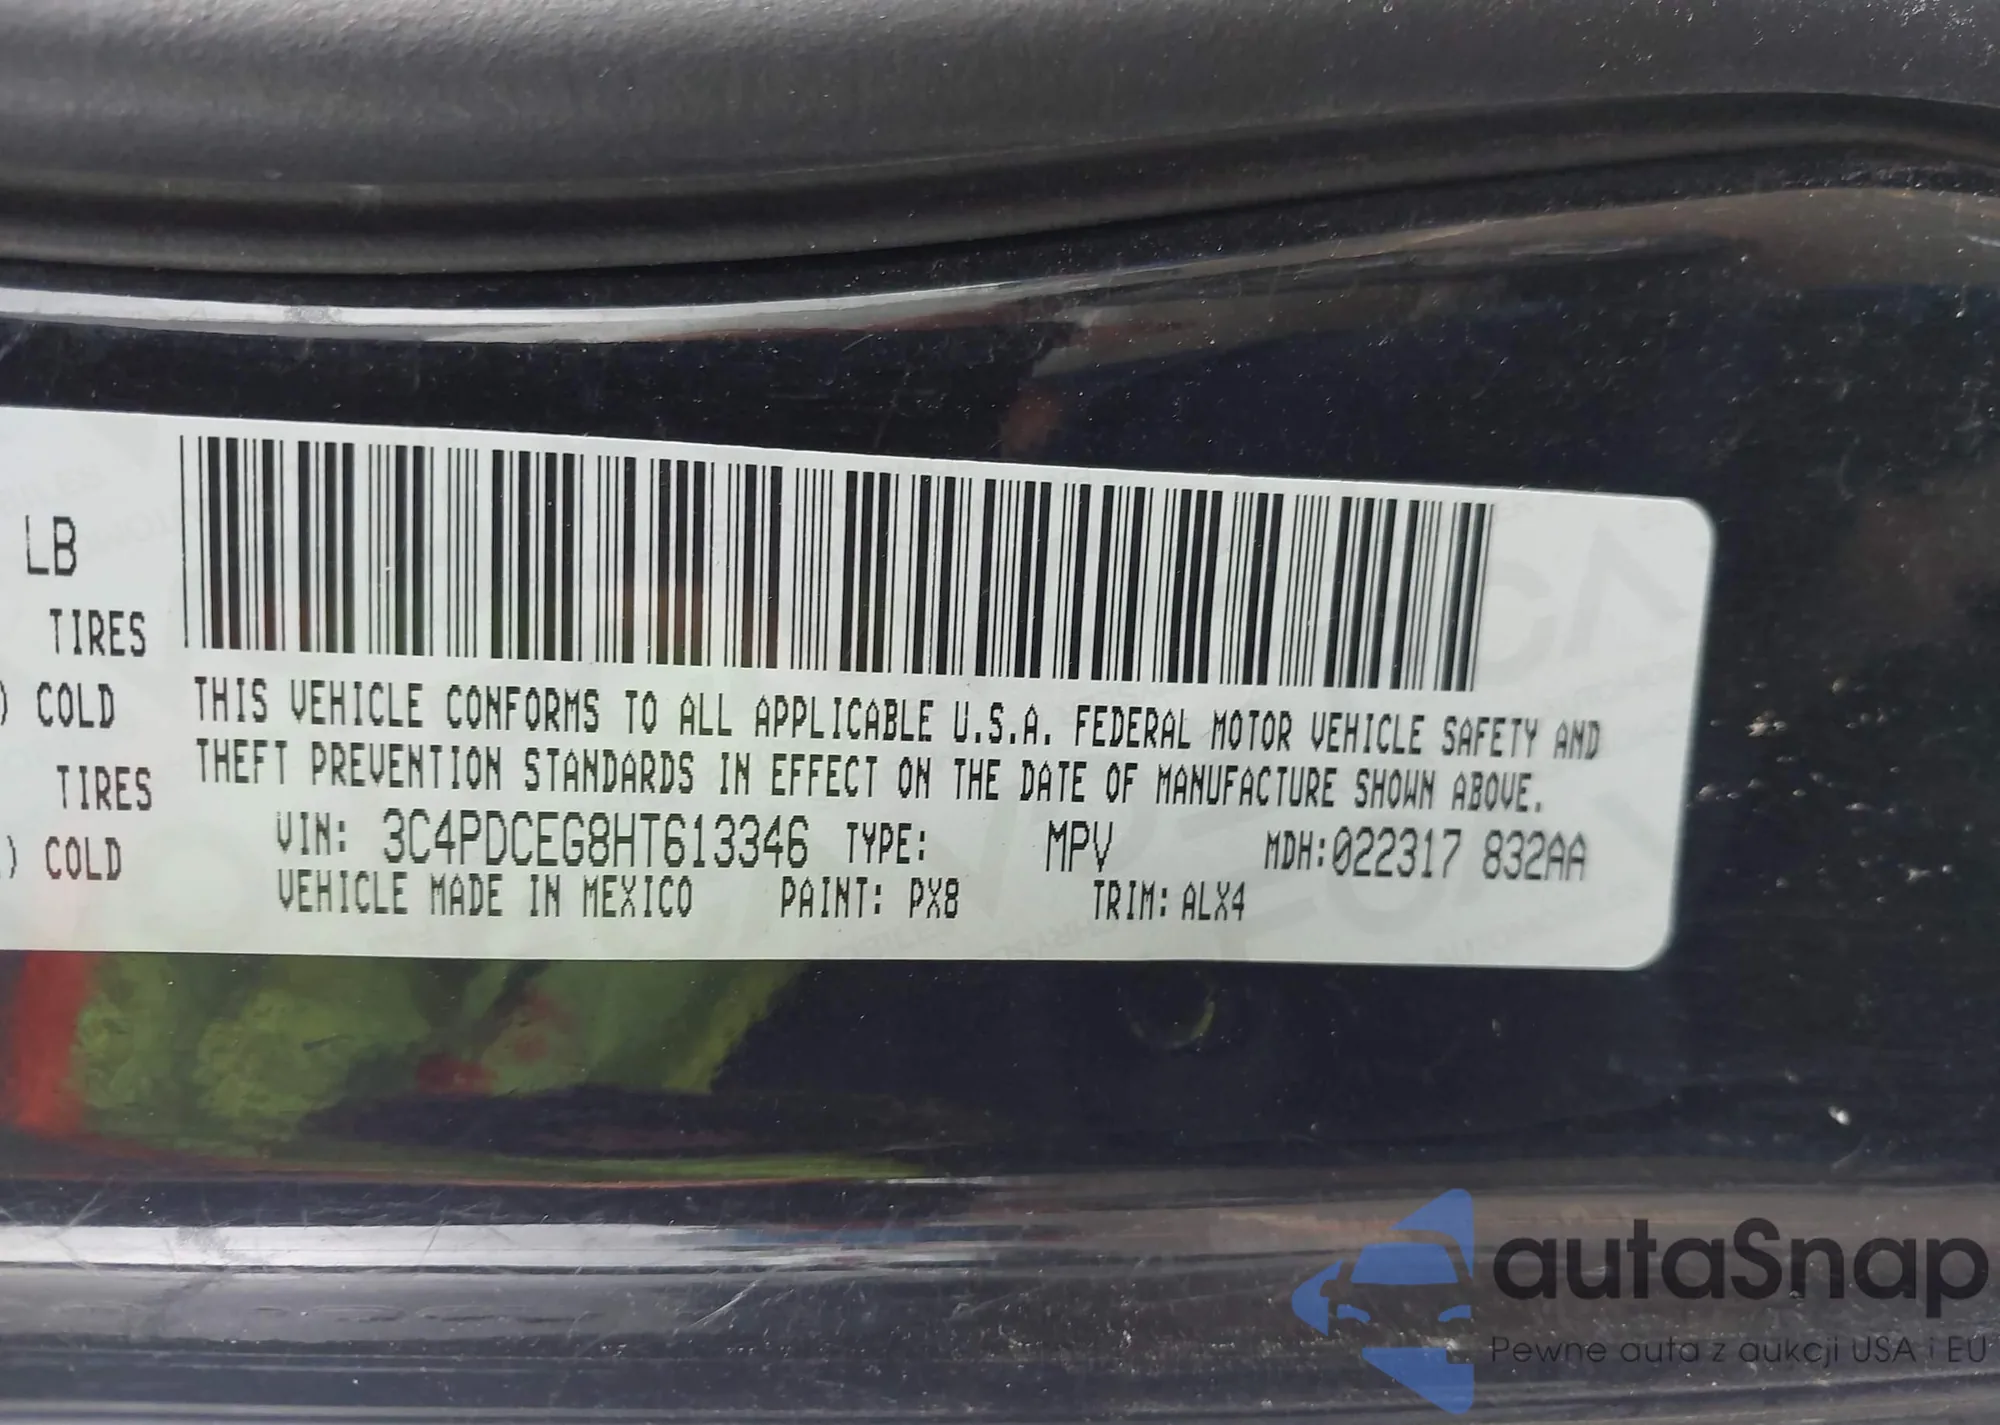 LB
TIRES
) COLD
TIRES
) COLD
THIS VEHICLE CONFORMS TO ALL APPLICABLE U.S.A. FEDERAL MOTOR VEHICLE SAFETY AND
THEFT PREVENTION STANDARDS IN EFFECT ON THE DATE OF MANUFACTURE SHOWN ABOVE.
VIN: 3C4PDCEG8HT613346 TYPE: MPV MDH:022317 832AA
VEHICLE MADE IN MEXICO PAINT: PX8 TRIM: ALX4
autaSnap
Pewne auta z aukcji USA i EU